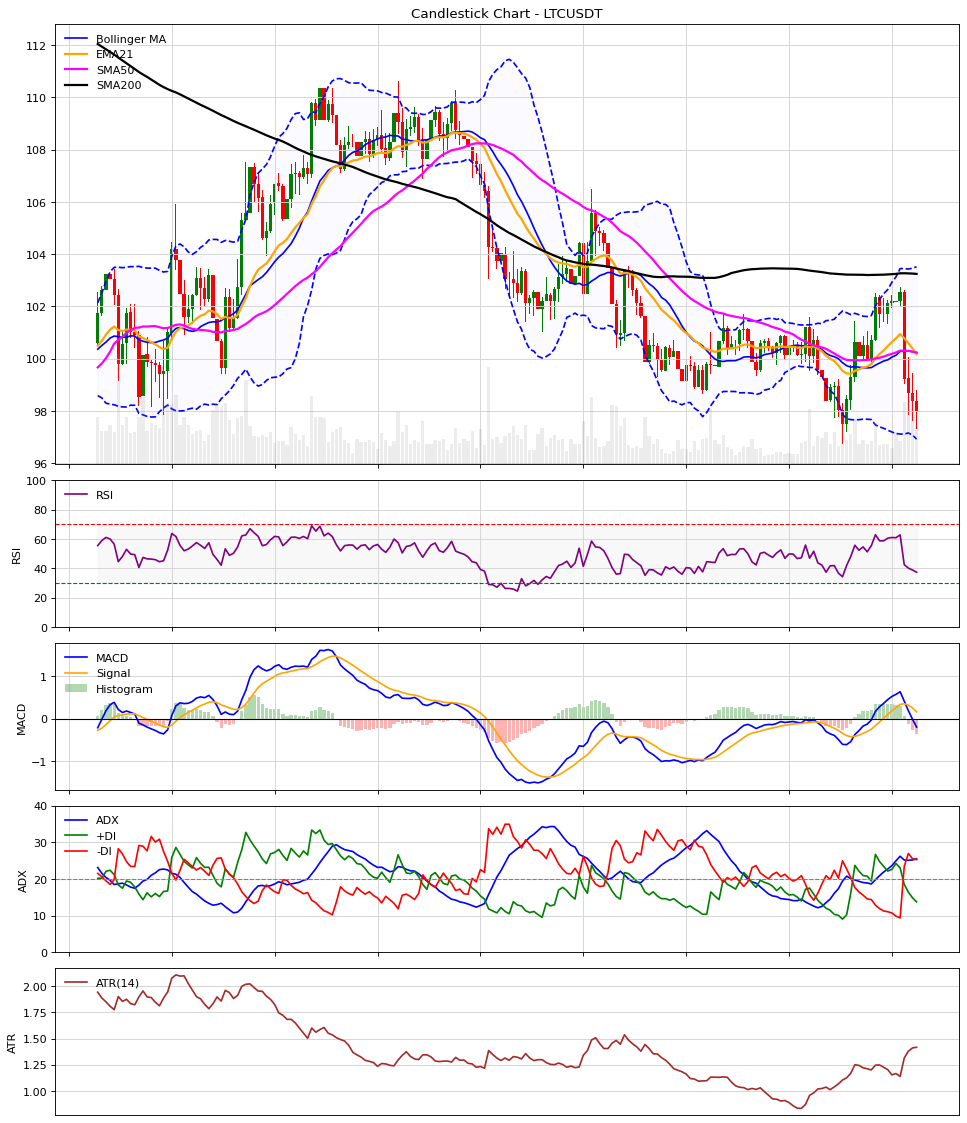 Candlestick Chart - LTCUSDT
Bollinger MA
EMA21
SMA50
SMA200
112
110
108
106
104
102
100
98
96
RSI
RSI
100
80
60
40
20
0
MACD
Signal
Histogram
MACD
1
0
−1
ADX
+DI
-DI
ADX
40
30
20
10
0
ATR(14)
ATR
2.00
1.75
1.50
1.25
1.00